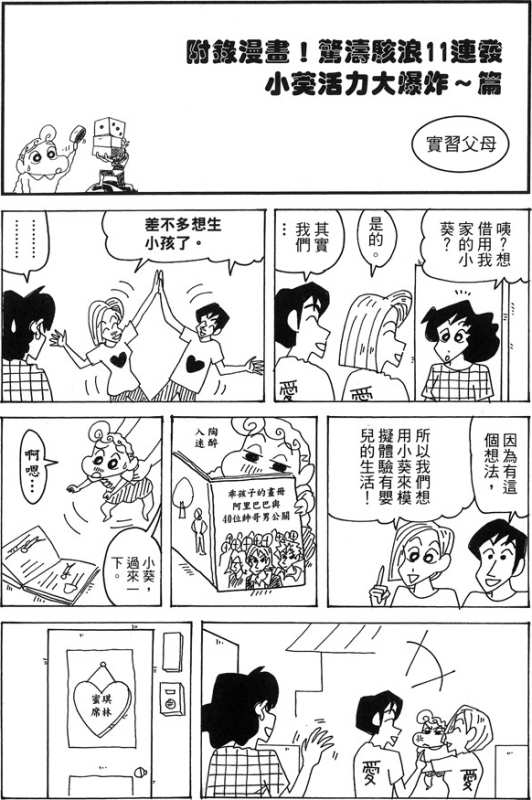 附錄漫畫！驚濤駭浪11連發
小葵活力大爆炸～篇
實習父母
咦？想
借用我
家的小
葵？
是的。
其實
我們
…
愛
愛
差不多想生
小孩了。
…………
因為有這
個想法，
所以我們想
用小葵來模
擬體驗有嬰
兒的生活！
陶醉
入迷
乖孩子的畫冊
阿里巴巴與
40位帥哥男公關
小葵，
過來一
下。
啊嗯…
愛
愛
琪林
蜜席